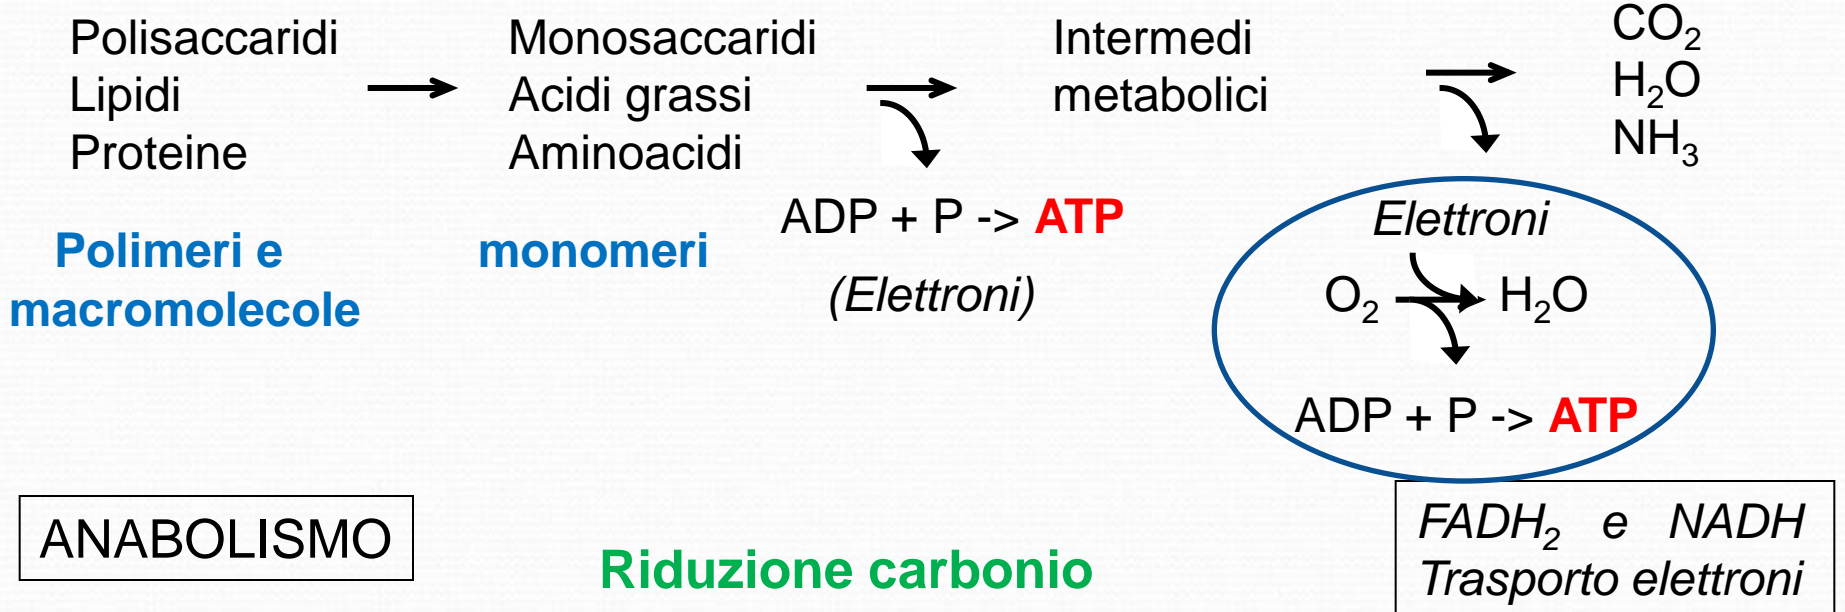 Polisaccaridi
Lipidi
Proteine
Monosaccaridi
Acidi grassi
Aminoacidi
Intermedi
metabolici
CO₂
H₂O
NH₃
Polimeri e
macromolecole
monomeri
ADP + P -> ATP
(Elettroni)
Elettroni
O₂
H₂O
ADP + P -> ATP
ANABOLISMO
Riduzione carbonio
FADH₂ e NADH
Trasporto elettroni